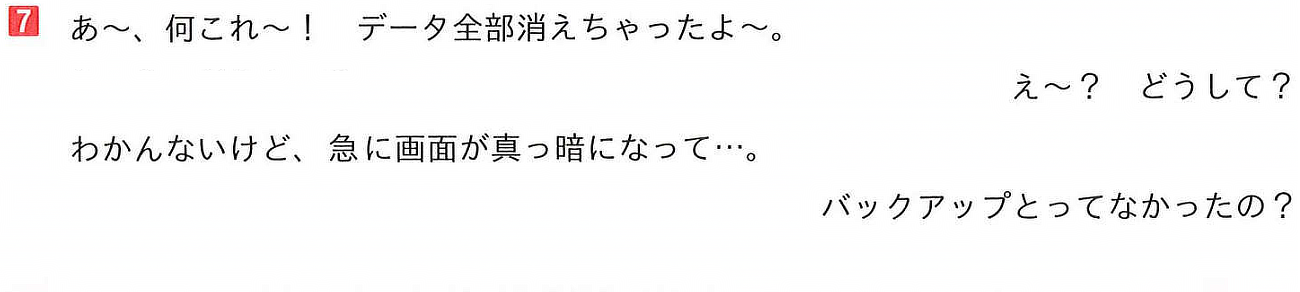 7 あ〜、何これ〜！　データ全部消えちゃったよ〜。
え〜？　どうして？
わかんないけど、急に画面が真っ暗になって…。
バックアップとってなかったの？